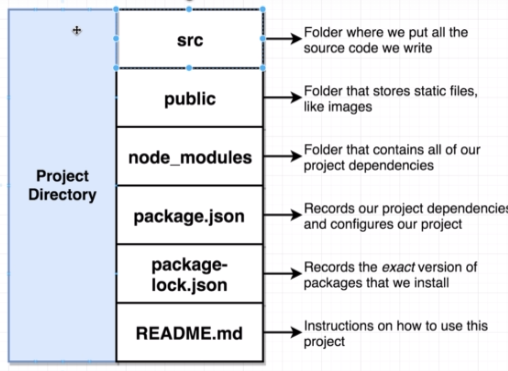 Project
Directory
src
Folder where we put all the
source code we write
public
Folder that stores static files,
like images
node_modules
Folder that contains all of our
project dependencies
package.json
Records our project dependencies
and configures our project
package-
lock.json
Records the exact version of
packages that we install
README.md
Instructions on how to use this
project